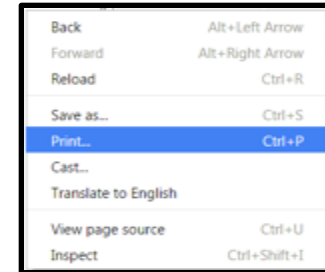 Back Alt+Left Arrow
Forward Alt+Right Arrow
Reload Ctrl+R
Save as... Ctrl+S
Print... Ctrl+P
Cast...
Translate to English
View page source Ctrl+U
Inspect Ctrl+Shift+I